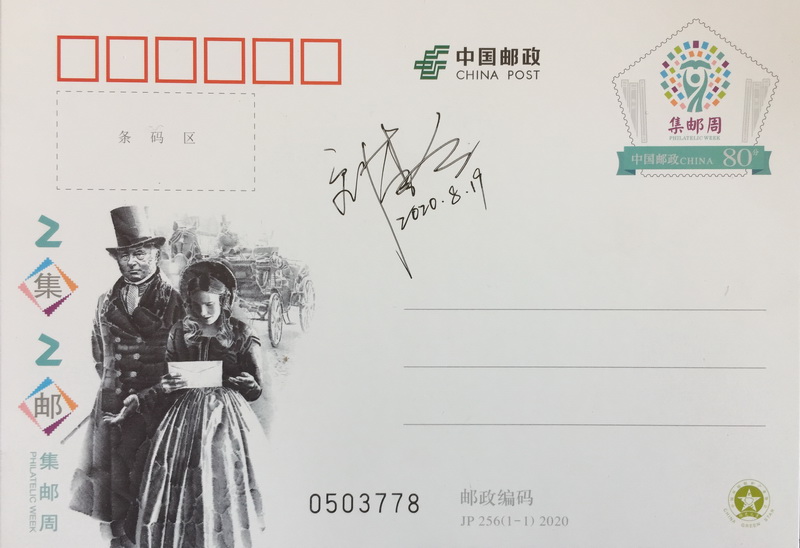 中国邮政
CHINA POST
条码区
集邮周
PHILATELIC WEEK
中国邮政CHINA 80分
2020.8.19
2
集
2
邮
集邮周
PHILATELIC WEEK
0503778
邮政编码
JP 256(1-1) 2020